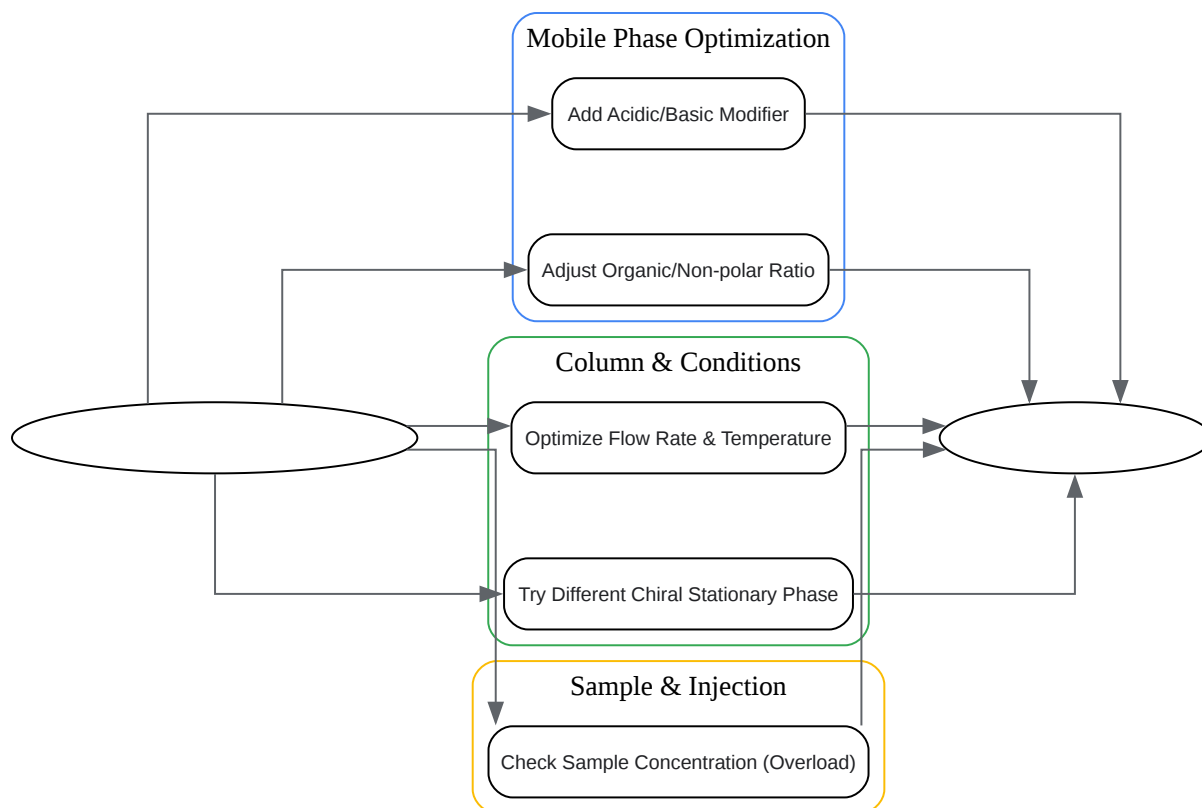 Mobile Phase Optimization
Add Acidic/Basic Modifier
Adjust Organic/Non-polar Ratio
Column & Conditions
Optimize Flow Rate & Temperature
Try Different Chiral Stationary Phase
Sample & Injection
Check Sample Concentration (Overload)